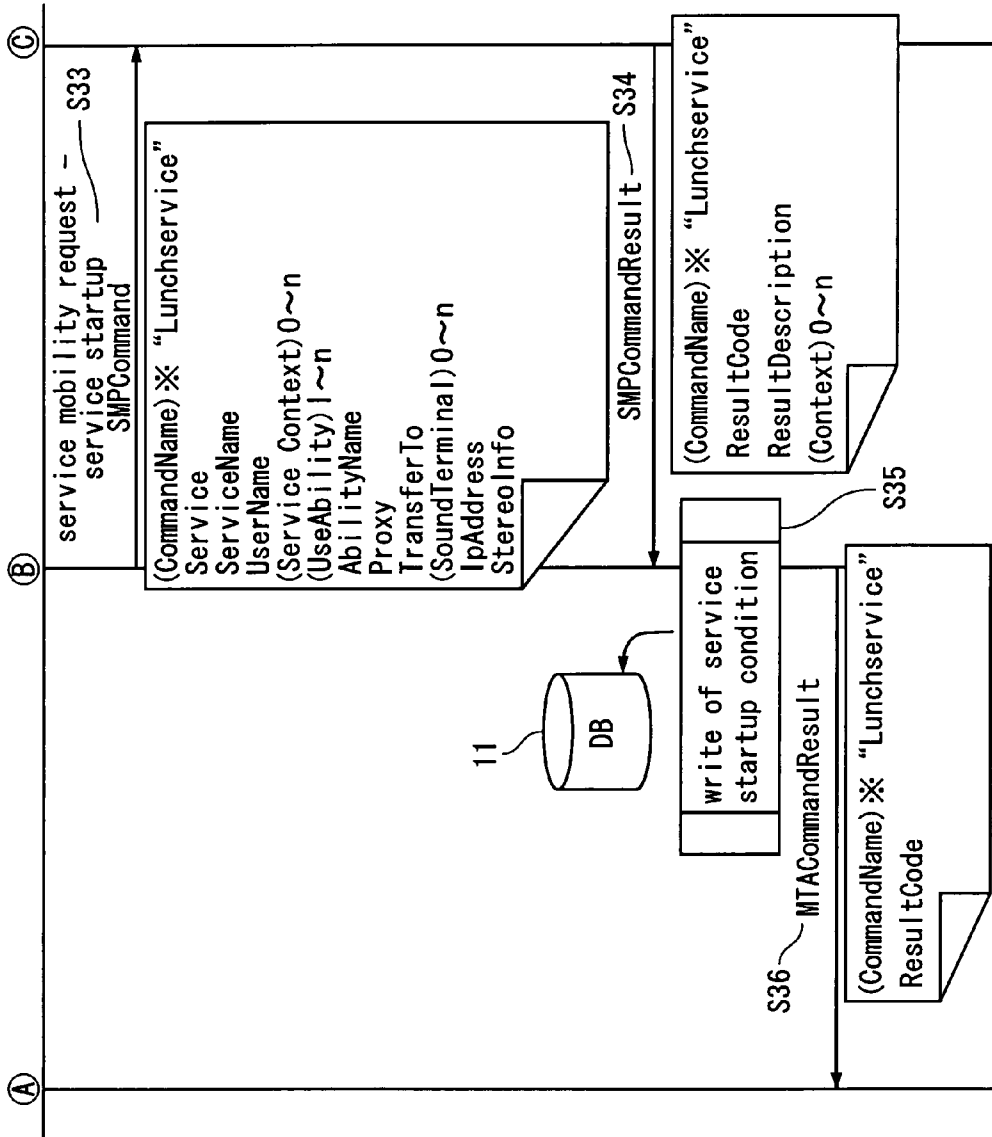 Ⓐ
Ⓑ
Ⓒ
service mobility request -
service startup
SMPCommand
S33
(CommandName)※ “Lunchservice”
Service
ServiceName
UserName
(Service Context)0~n
(UseAbility)1~n
AbilityName
Proxy
TransferTo
(SoundTerminal)0~n
IpAddress
StereoInfo
SMPCommandResult
S34
(CommandName)※ “Lunchservice”
ResultCode
ResultDescription
(Context)0~n
11
DB
write of service
startup condition
S35
S36
MTACommandResult
(CommandName)※ “Lunchservice”
ResultCode